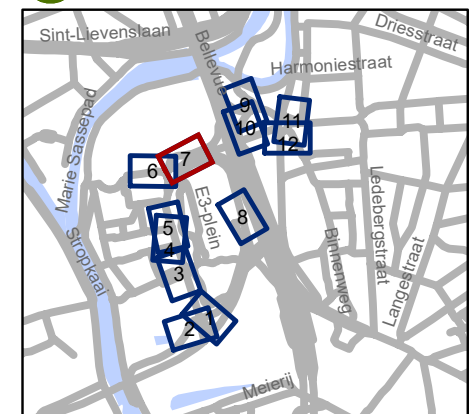 Sint-Lievenslaan
Bellevue
Driesstraat
Harmoniestraat
Marie Sassepad
9
10
11
12
7
6
E3-plein
Ledebergstraat
8
5
4
Stropkaai
Binnenweg
Langestraat
3
1
2
Meierij